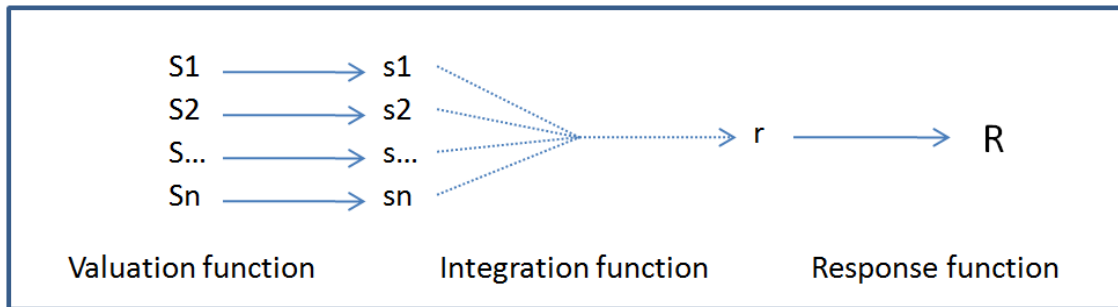 S1 s1
S2 s2
S... s... r R
Sn sn
Valuation function Integration function Response function